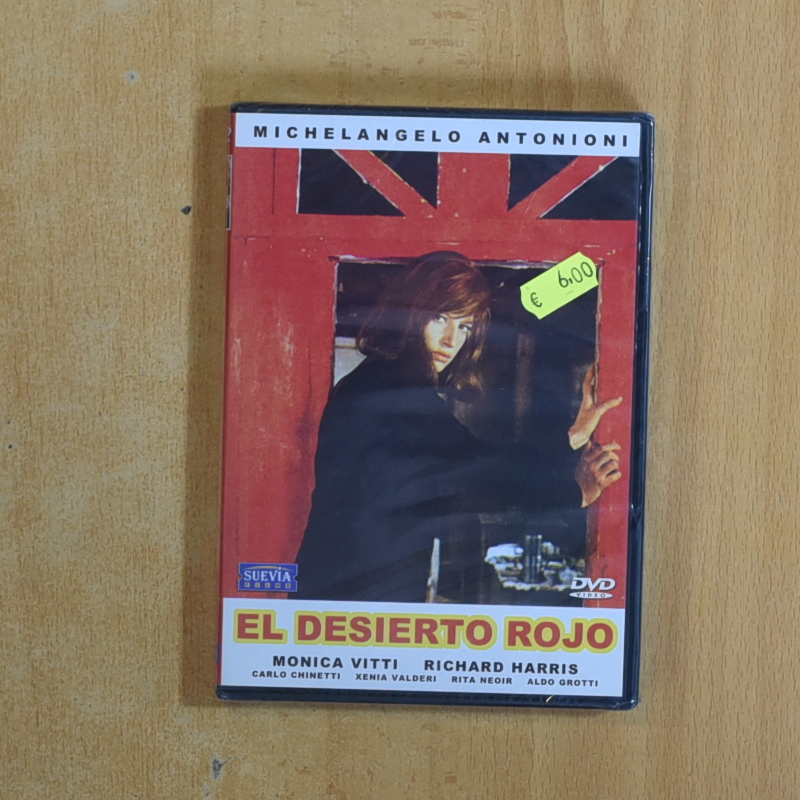 MICHELANGELO ANTONIONI
€ 6,00
SUEVIA
FILMS
DVD
VIDEO
EL DESIERTO ROJO
MONICA VITTI RICHARD HARRIS
CARLO CHINETTI XENIA VALDERI RITA NEOIR ALDO GROTTI